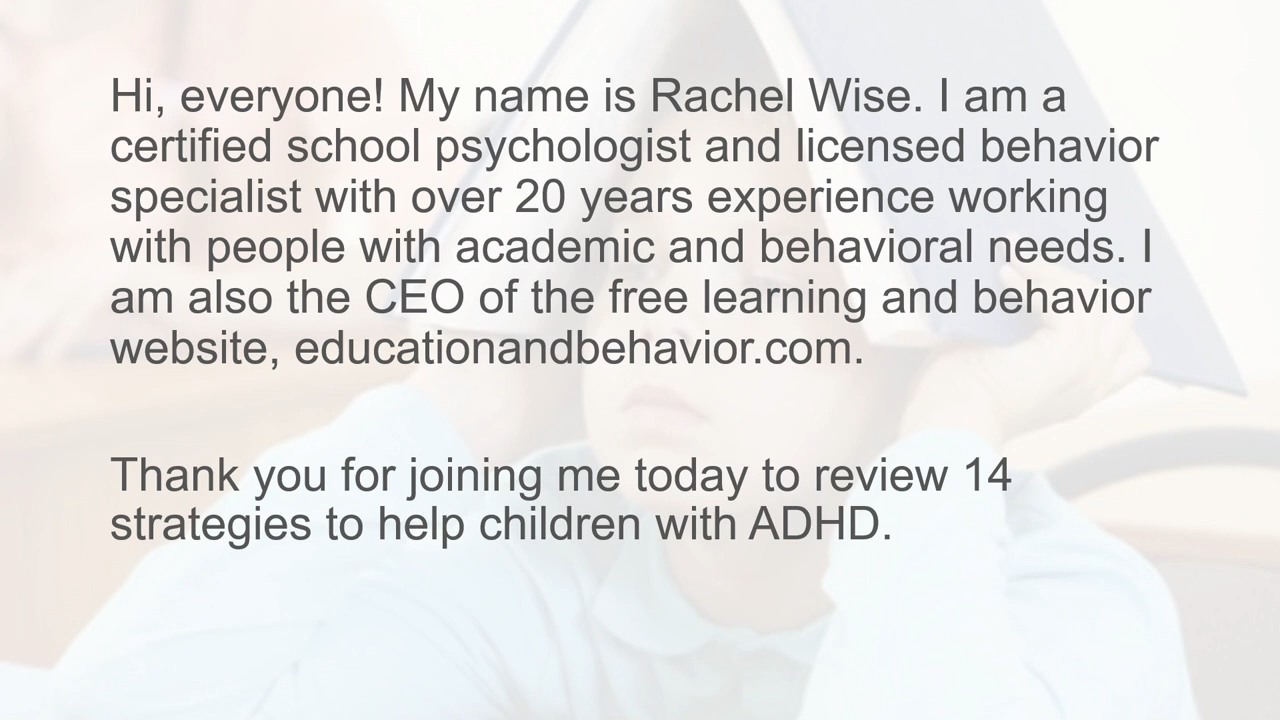 Hi, everyone! My name is Rachel Wise. I am a
certified school psychologist and licensed behavior
specialist with over 20 years experience working
with people with academic and behavioral needs. I
am also the CEO of the free learning and behavior
website, educationandbehavior.com.
Thank you for joining me today to review 14
strategies to help children with ADHD.